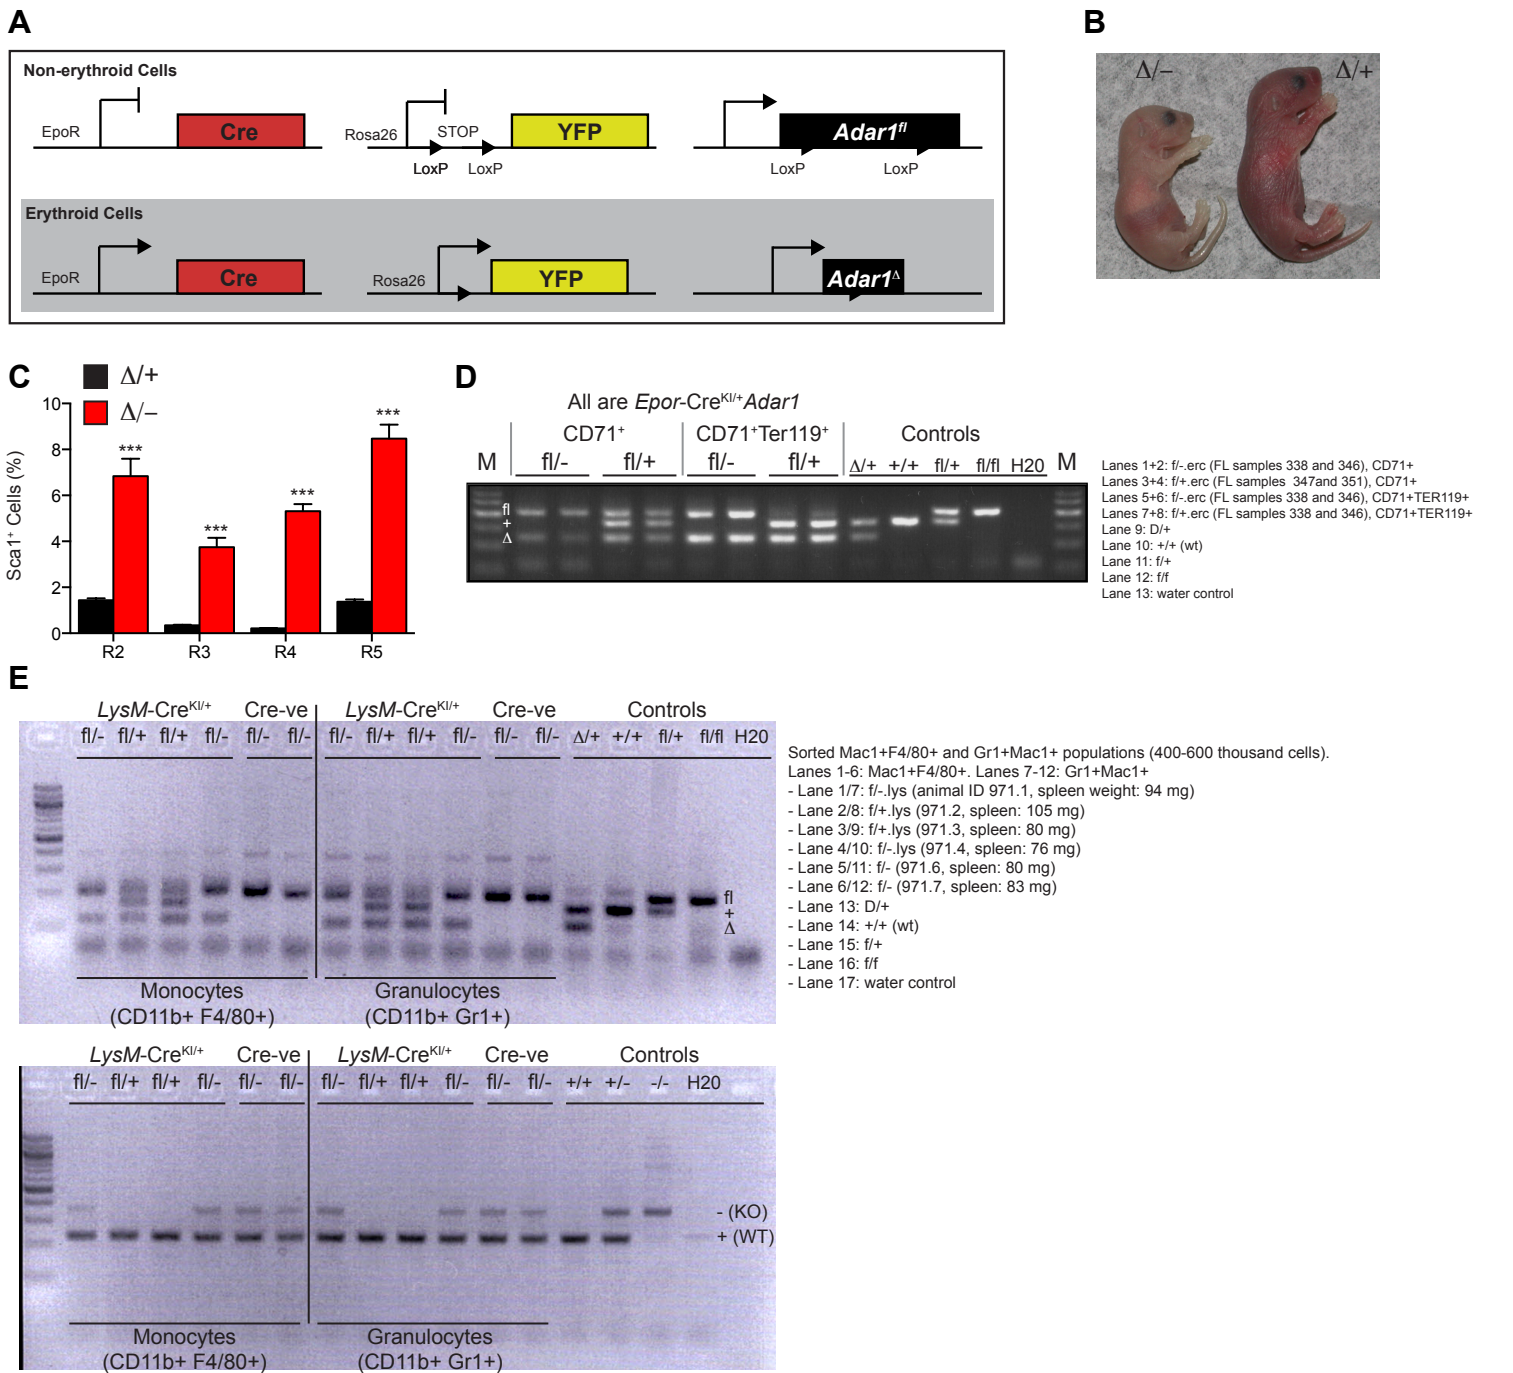 A
Non-erythroid Cells
EpoR
Cre
Rosa26
STOP
LoxP
LoxP
YFP
Adar1fl
LoxP
LoxP
Erythroid Cells
EpoR
Cre
Rosa26
YFP
Adar1Δ
B
Δ/−
Δ/+
C
Δ/+
Δ/−
Sca1+ Cells (%)
10
8
6
4
2
0
***
***
***
***
R2
R3
R4
R5
D
All are Epor-CreKI/+Adar1
CD71+
CD71+Ter119+
Controls
M
fl/-
fl/+
fl/-
fl/+
Δ/+
+/+
fl/+
fl/fl
H20
M
fl
+
Δ
Lanes 1+2: f/-.erc (FL samples 338 and 346), CD71+
Lanes 3+4: f/+.erc (FL samples 347and 351), CD71+
Lanes 5+6: f/-.erc (FL samples 338 and 346), CD71+TER119+
Lanes 7+8: f/+.erc (FL samples 338 and 346), CD71+TER119+
Lane 9: D/+
Lane 10: +/+ (wt)
Lane 11: f/+
Lane 12: f/f
Lane 13: water control
E
LysM-CreKI/+
Cre-ve
LysM-CreKI/+
Cre-ve
Controls
fl/- fl/+ fl/+ fl/- fl/- fl/- fl/- fl/+ fl/+ fl/- fl/- fl/- Δ/+ +/+ fl/+ fl/fl H20
fl
+
Δ
Monocytes
(CD11b+ F4/80+)
Granulocytes
(CD11b+ Gr1+)
Sorted Mac1+F4/80+ and Gr1+Mac1+ populations (400-600 thousand cells).
Lanes 1-6: Mac1+F4/80+. Lanes 7-12: Gr1+Mac1+
- Lane 1/7: f/-.lys (animal ID 971.1, spleen weight: 94 mg)
- Lane 2/8: f/+.lys (971.2, spleen: 105 mg)
- Lane 3/9: f/+.lys (971.3, spleen: 80 mg)
- Lane 4/10: f/-.lys (971.4, spleen: 76 mg)
- Lane 5/11: f/- (971.6, spleen: 80 mg)
- Lane 6/12: f/- (971.7, spleen: 83 mg)
- Lane 13: D/+
- Lane 14: +/+ (wt)
- Lane 15: f/+
- Lane 16: f/f
- Lane 17: water control
LysM-CreKI/+
Cre-ve
LysM-CreKI/+
Cre-ve
Controls
fl/- fl/+ fl/+ fl/- fl/- fl/- fl/- fl/+ fl/+ fl/- fl/- fl/- +/+ +/- -/- H20
- (KO)
+ (WT)
Monocytes
(CD11b+ F4/80+)
Granulocytes
(CD11b+ Gr1+)